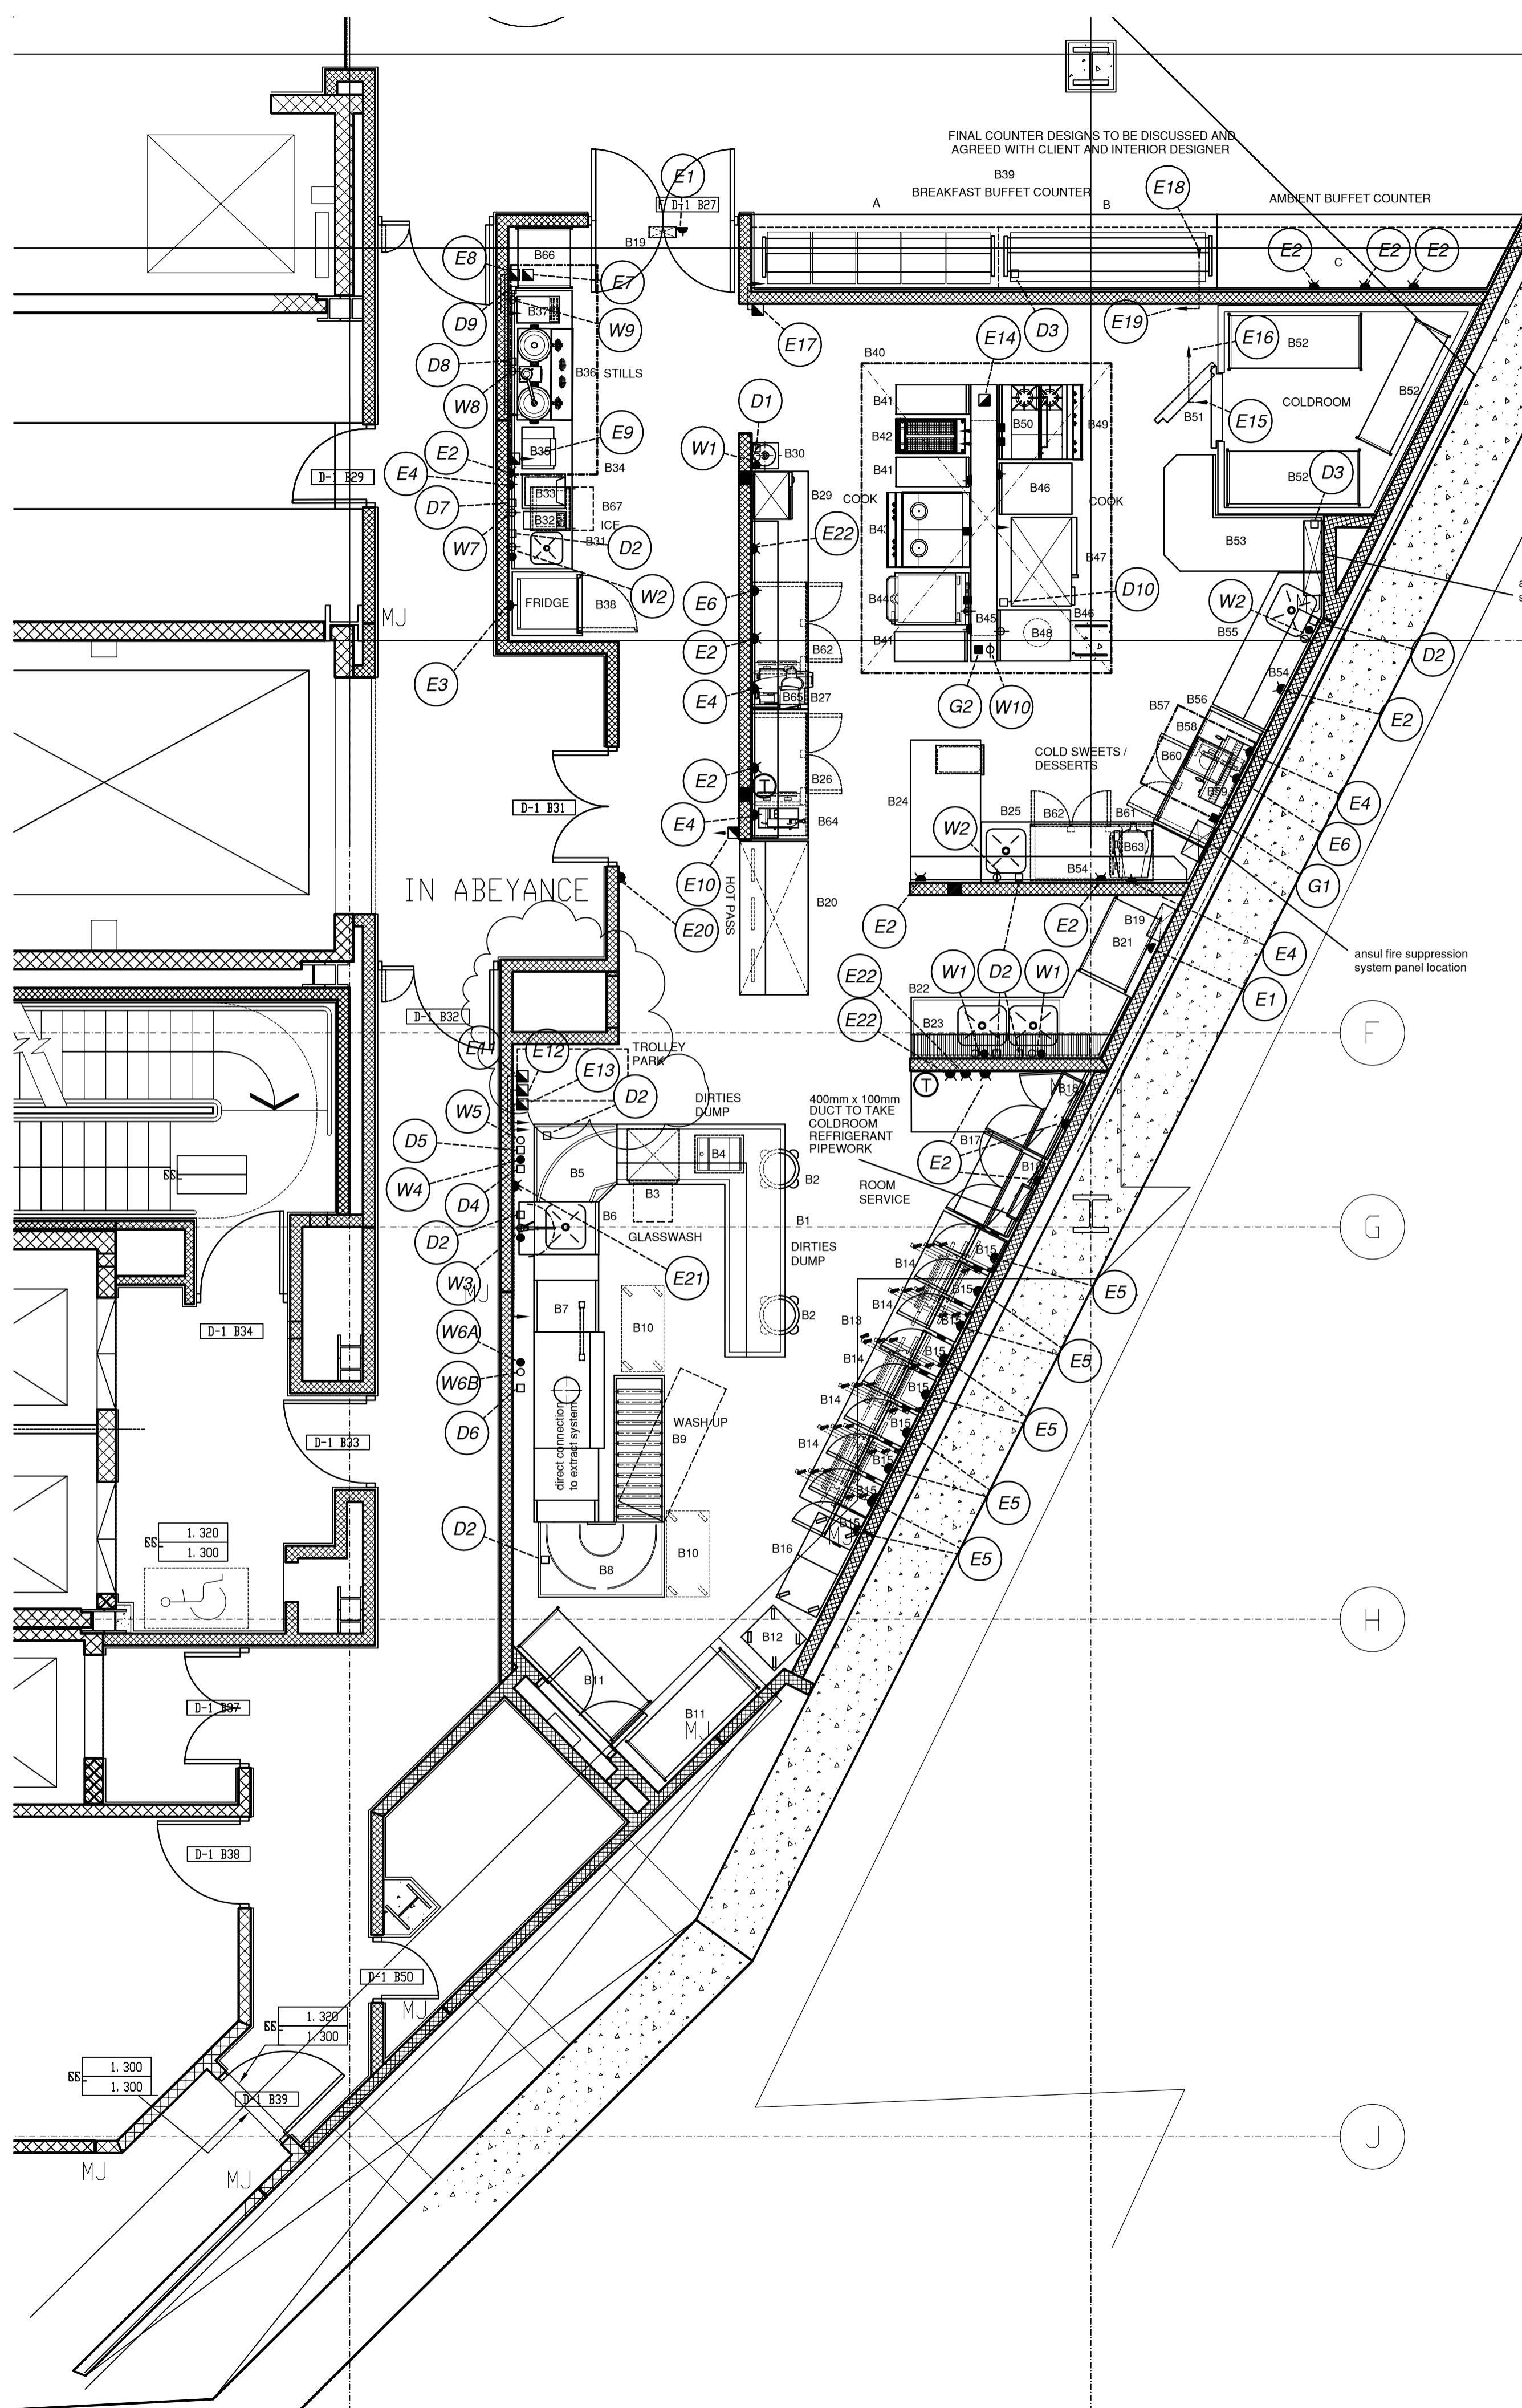 FINAL COUNTER DESIGNS TO BE DISCUSSED AND
AGREED WITH CLIENT AND INTERIOR DESIGNER
B39
BREAKFAST BUFFET COUNTER
E18
AMBIENT BUFFET COUNTER
A
B
C
E1
D-1 B27
B19
E8
B66
E7
E2
E2
E2
D9
B37
W9
E17
E14
D3
E19
E16
B52
D8
B36
STILLS
B40
W8
D1
B41
B50
B49
B51
E15
COLDROOM
B52
E2
B35
E9
W1
B30
B42
E4
B34
B41
B52
D3
D-1 B29
D7
B33
B67
B29
COOK
B46
COOK
B32
ICE
W7
B31
D2
E22
B43
B47
B53
FRIDGE
B38
W2
E6
B44
D10
W2
MJ
B45
B46
B55
E2
B62
B41
B48
D2
E3
E4
B65
B27
G2
W10
B54
E2
B57
B56
B58
B60
COLD SWEETS /
DESSERTS
E2
T
B26
B59
E4
D-1 B31
B24
B25
B62
B61
E4
B64
W2
B63
E6
IN ABEYANCE
E10
HOT PASS
B54
G1
E20
B20
E2
E2
B19
B21
E4
ansul fire suppression
system panel location
E22
W1
D2
W1
E1
D-1 B32
B22
E22
B23
F
E12
TROLLEY
PARK
E13
T
B18
W5
D2
DIRTIES
DUMP
400mm x 100mm
DUCT TO TAKE
COLDROOM
REFRIGERANT
PIPEWORK
D5
B5
B4
B17
E2
W4
B3
B2
ROOM
SERVICE
D4
B6
B1
G
D2
GLASSWASH
DIRTIES
DUMP
B15
W3
MJ
E21
B14
B15
E5
B7
B10
B2
B14
B13
B15
D-1 B34
W6A
B14
E5
W6B
B14
B15
D6
direct connection
to extract system
WASH UP
B9
E5
D-1 B33
B14
B15
B15
E5
1.320
1.300
D2
B15
MJ
B8
B10
B16
E5
H
B12
B11
D-1 B37
B11
MJ
D-1 B38
D-1 B50
MJ
1.320
1.300
1.300
1.300
D-1 B39
J
MJ
MJ